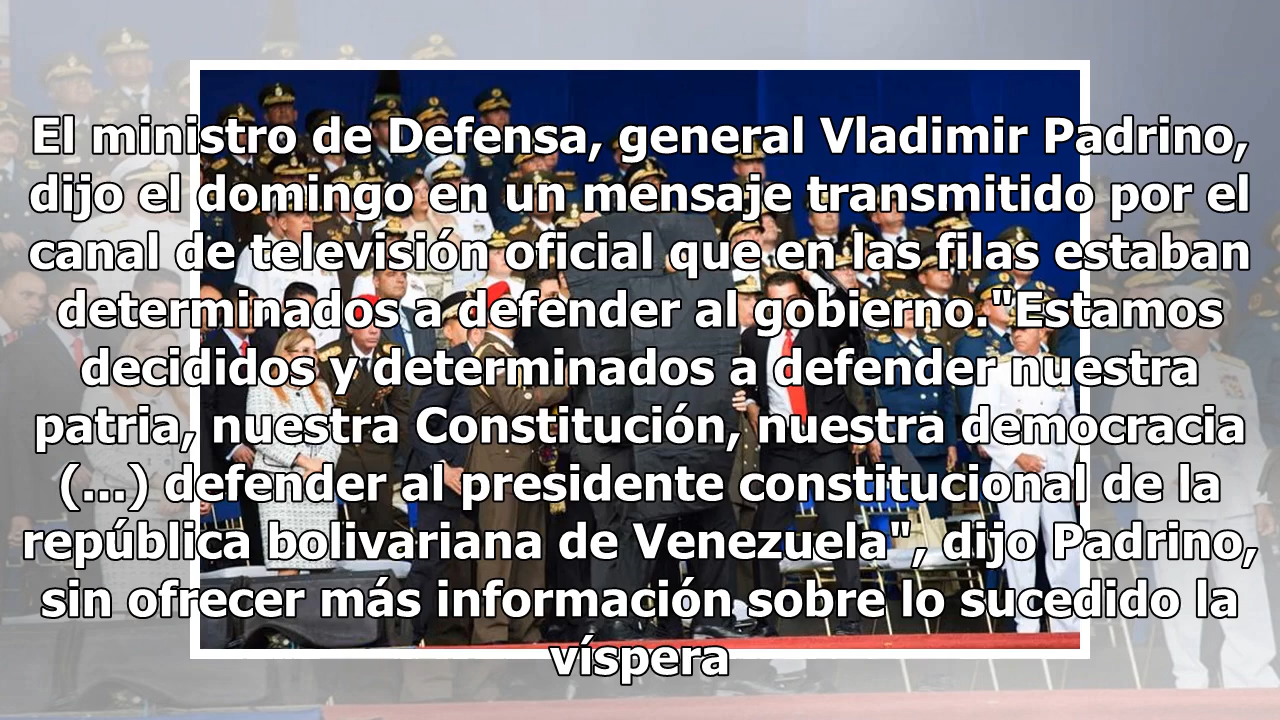 El ministro de Defensa, general Vladimir Padrino,
dijo el domingo en un mensaje transmitido por el
canal de televisión oficial que en las filas estaban
determinados a defender al gobierno."Estamos
decididos y determinados a defender nuestra
patria, nuestra Constitución, nuestra democracia
(...) defender al presidente constitucional de la
república bolivariana de Venezuela", dijo Padrino,
sin ofrecer más información sobre lo sucedido la
víspera